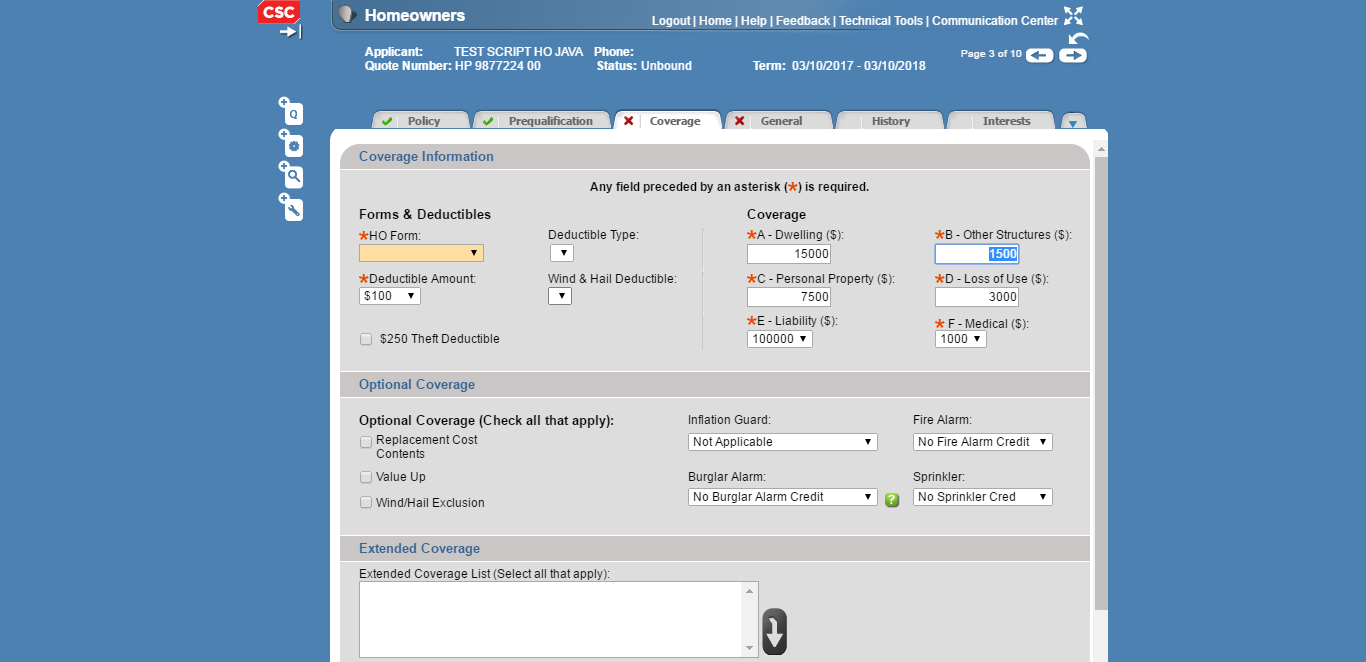 CSC
Homeowners
Logout | Home | Help | Feedback | Technical Tools | Communication Center
Applicant: TEST SCRIPT HO JAVA Phone:
Quote Number: HP 9877224 00 Status: Unbound Term: 03/10/2017 - 03/10/2018
Page 3 of 10
Q
Policy Prequalification Coverage General History Interests
Coverage Information
Any field preceded by an asterisk (*) is required.
Forms & Deductibles
Coverage
*HO Form:
Deductible Type:
*A - Dwelling ($):
*B - Other Structures ($):
15000
1500
*Deductible Amount:
Wind & Hail Deductible:
*C - Personal Property ($):
*D - Loss of Use ($):
$100
7500
3000
*E - Liability ($):
* F - Medical ($):
$250 Theft Deductible
100000
1000
Optional Coverage
Optional Coverage (Check all that apply):
Inflation Guard:
Fire Alarm:
Replacement Cost
Contents
Not Applicable
No Fire Alarm Credit
Value Up
Burglar Alarm:
Sprinkler:
Wind/Hail Exclusion
No Burglar Alarm Credit
?
No Sprinkler Cred
Extended Coverage
Extended Coverage List (Select all that apply):